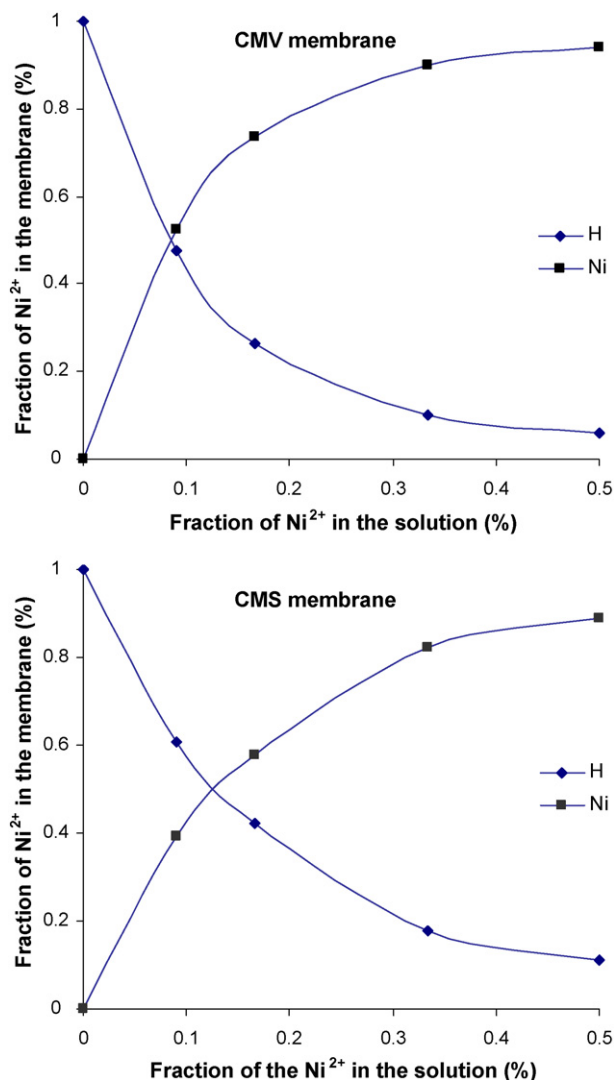 CMV membrane
Fraction of Ni²⁺ in the membrane (%)
1
0.8
0.6
0.4
0.2
0
0
0.1
0.2
0.3
0.4
0.5
H
Ni
Fraction of Ni²⁺ in the solution (%)
CMS membrane
Fraction of Ni²⁺ in the membrane (%)
1
0.8
0.6
0.4
0.2
0
0
0.1
0.2
0.3
0.4
0.5
H
Ni
Fraction of the Ni²⁺ in the solution (%)